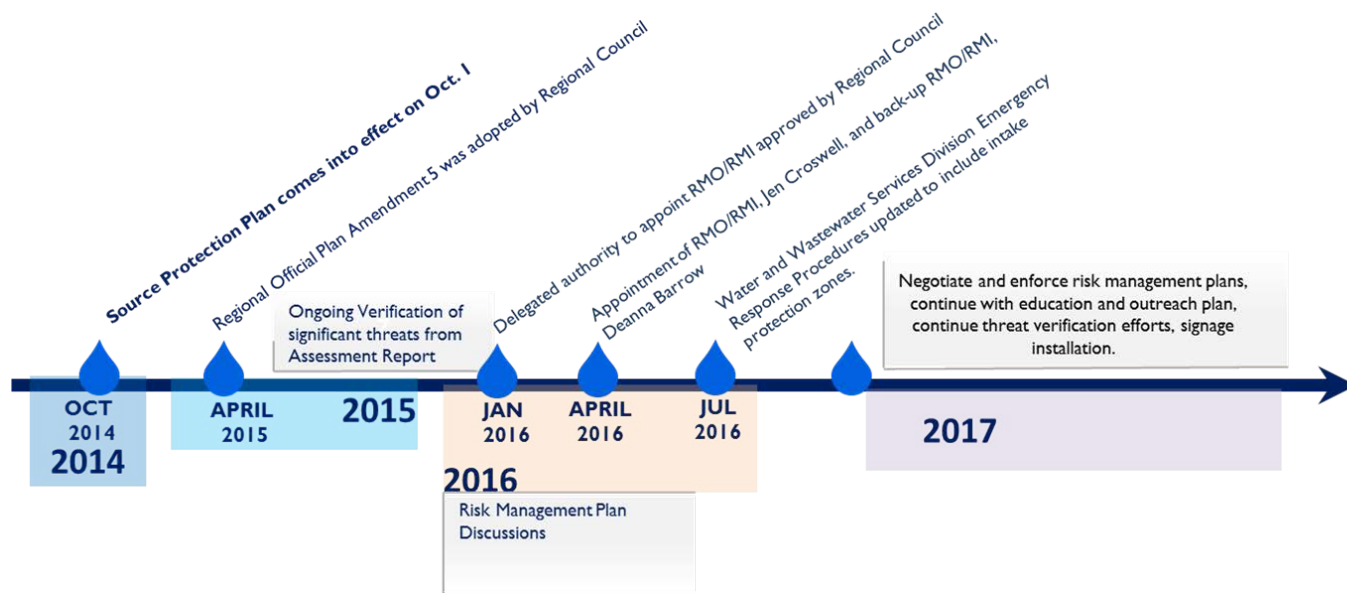 Source Protection Plan comes into effect on Oct. 1
Regional Official Plan Amendment 5 was adopted by Regional Council
Ongoing Verification of
significant threats from
Assessment Report
Delegated authority to appoint RMO/RMI approved by Regional Council
Appointment of RMO/RMI, Jen Croswell, and back-up RMO/RMI,
Deanna Barrow
Water and Wastewater Services Division Emergency
Response Procedures updated to include intake
protection zones.
Negotiate and enforce risk management plans,
continue with education and outreach plan,
continue threat verification efforts, signage
installation.
OCT
2014
2014
APRIL
2015
2015
JAN
2016
APRIL
2016
JUL
2016
2016
2017
Risk Management Plan
Discussions